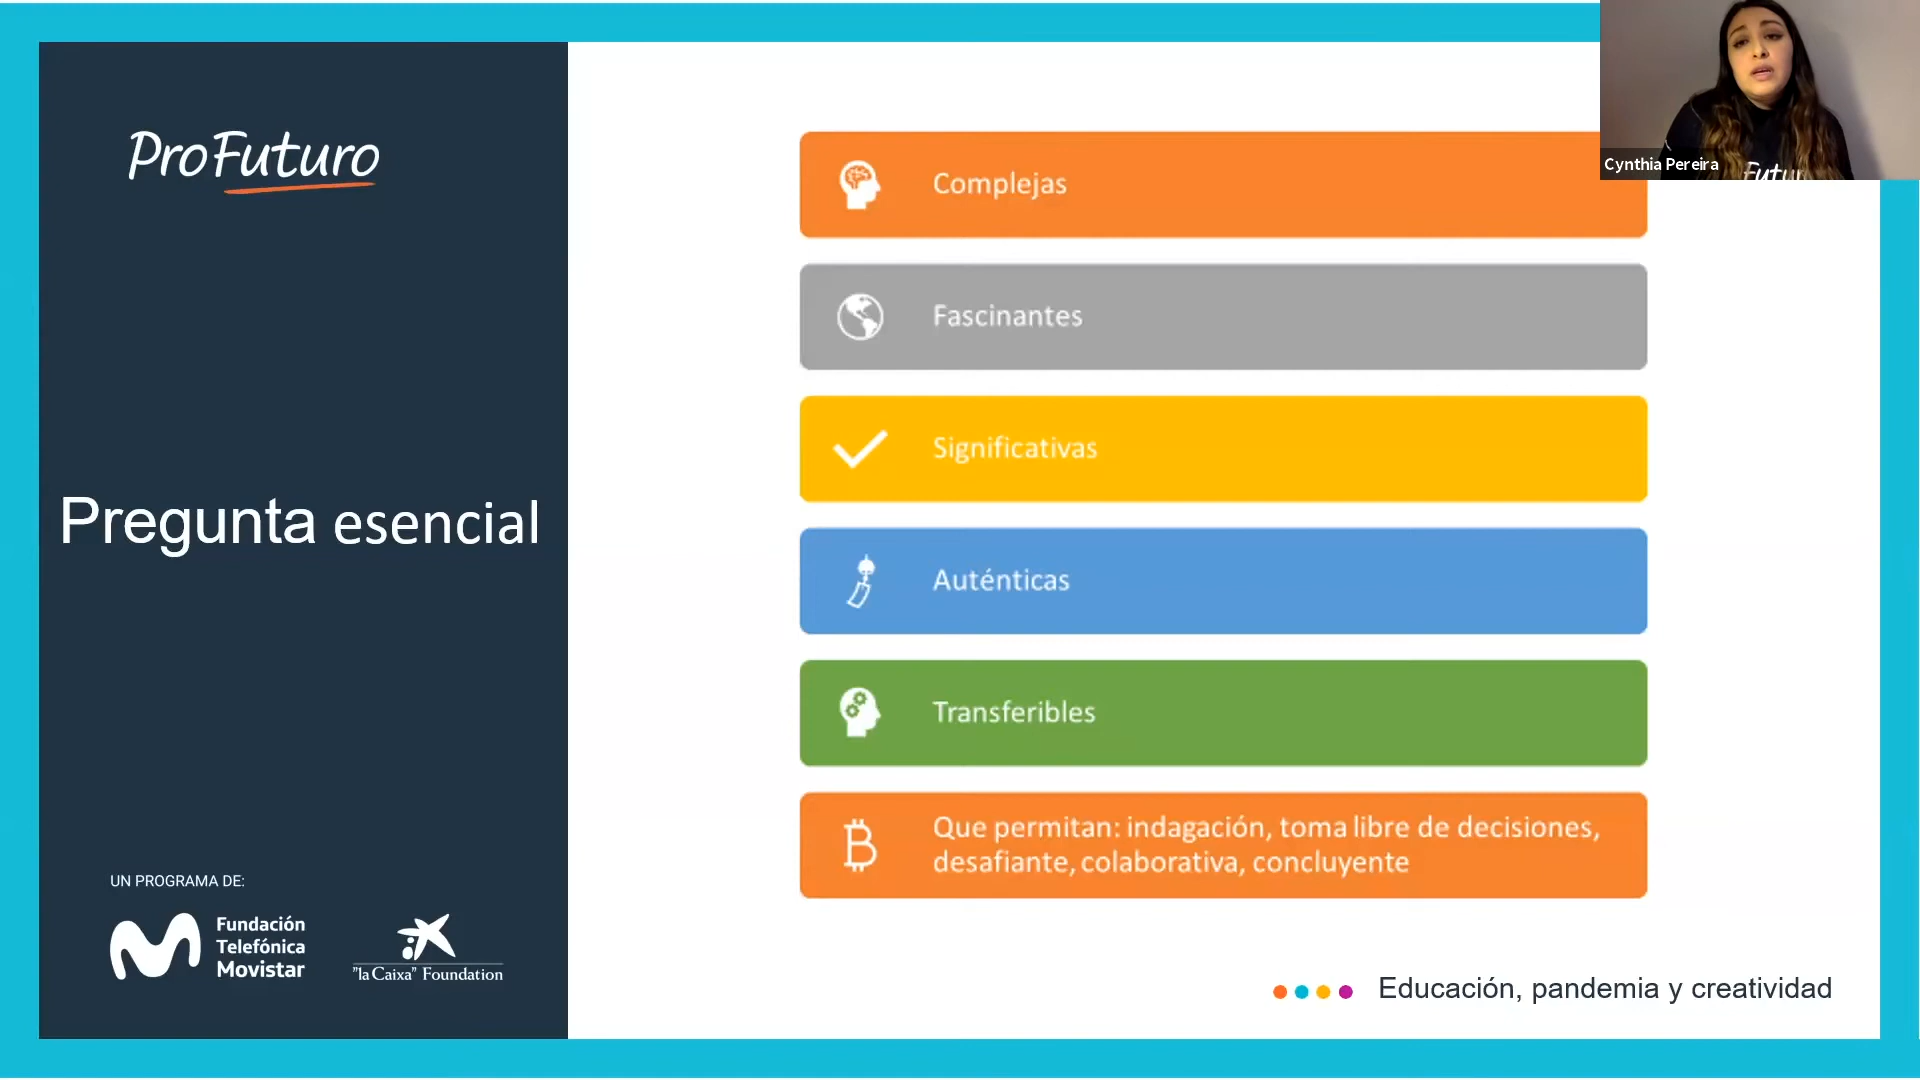 ProFuturo
Pregunta esencial
UN PROGRAMA DE:
Fundación
Telefónica
Movistar
"la Caixa" Foundation
Complejas
Fascinantes
Significativas
Auténticas
Transferibles
Que permitan: indagación, toma libre de decisiones,
desafiante, colaborativa, concluyente
Educación, pandemia y creatividad
Cynthia Pereira